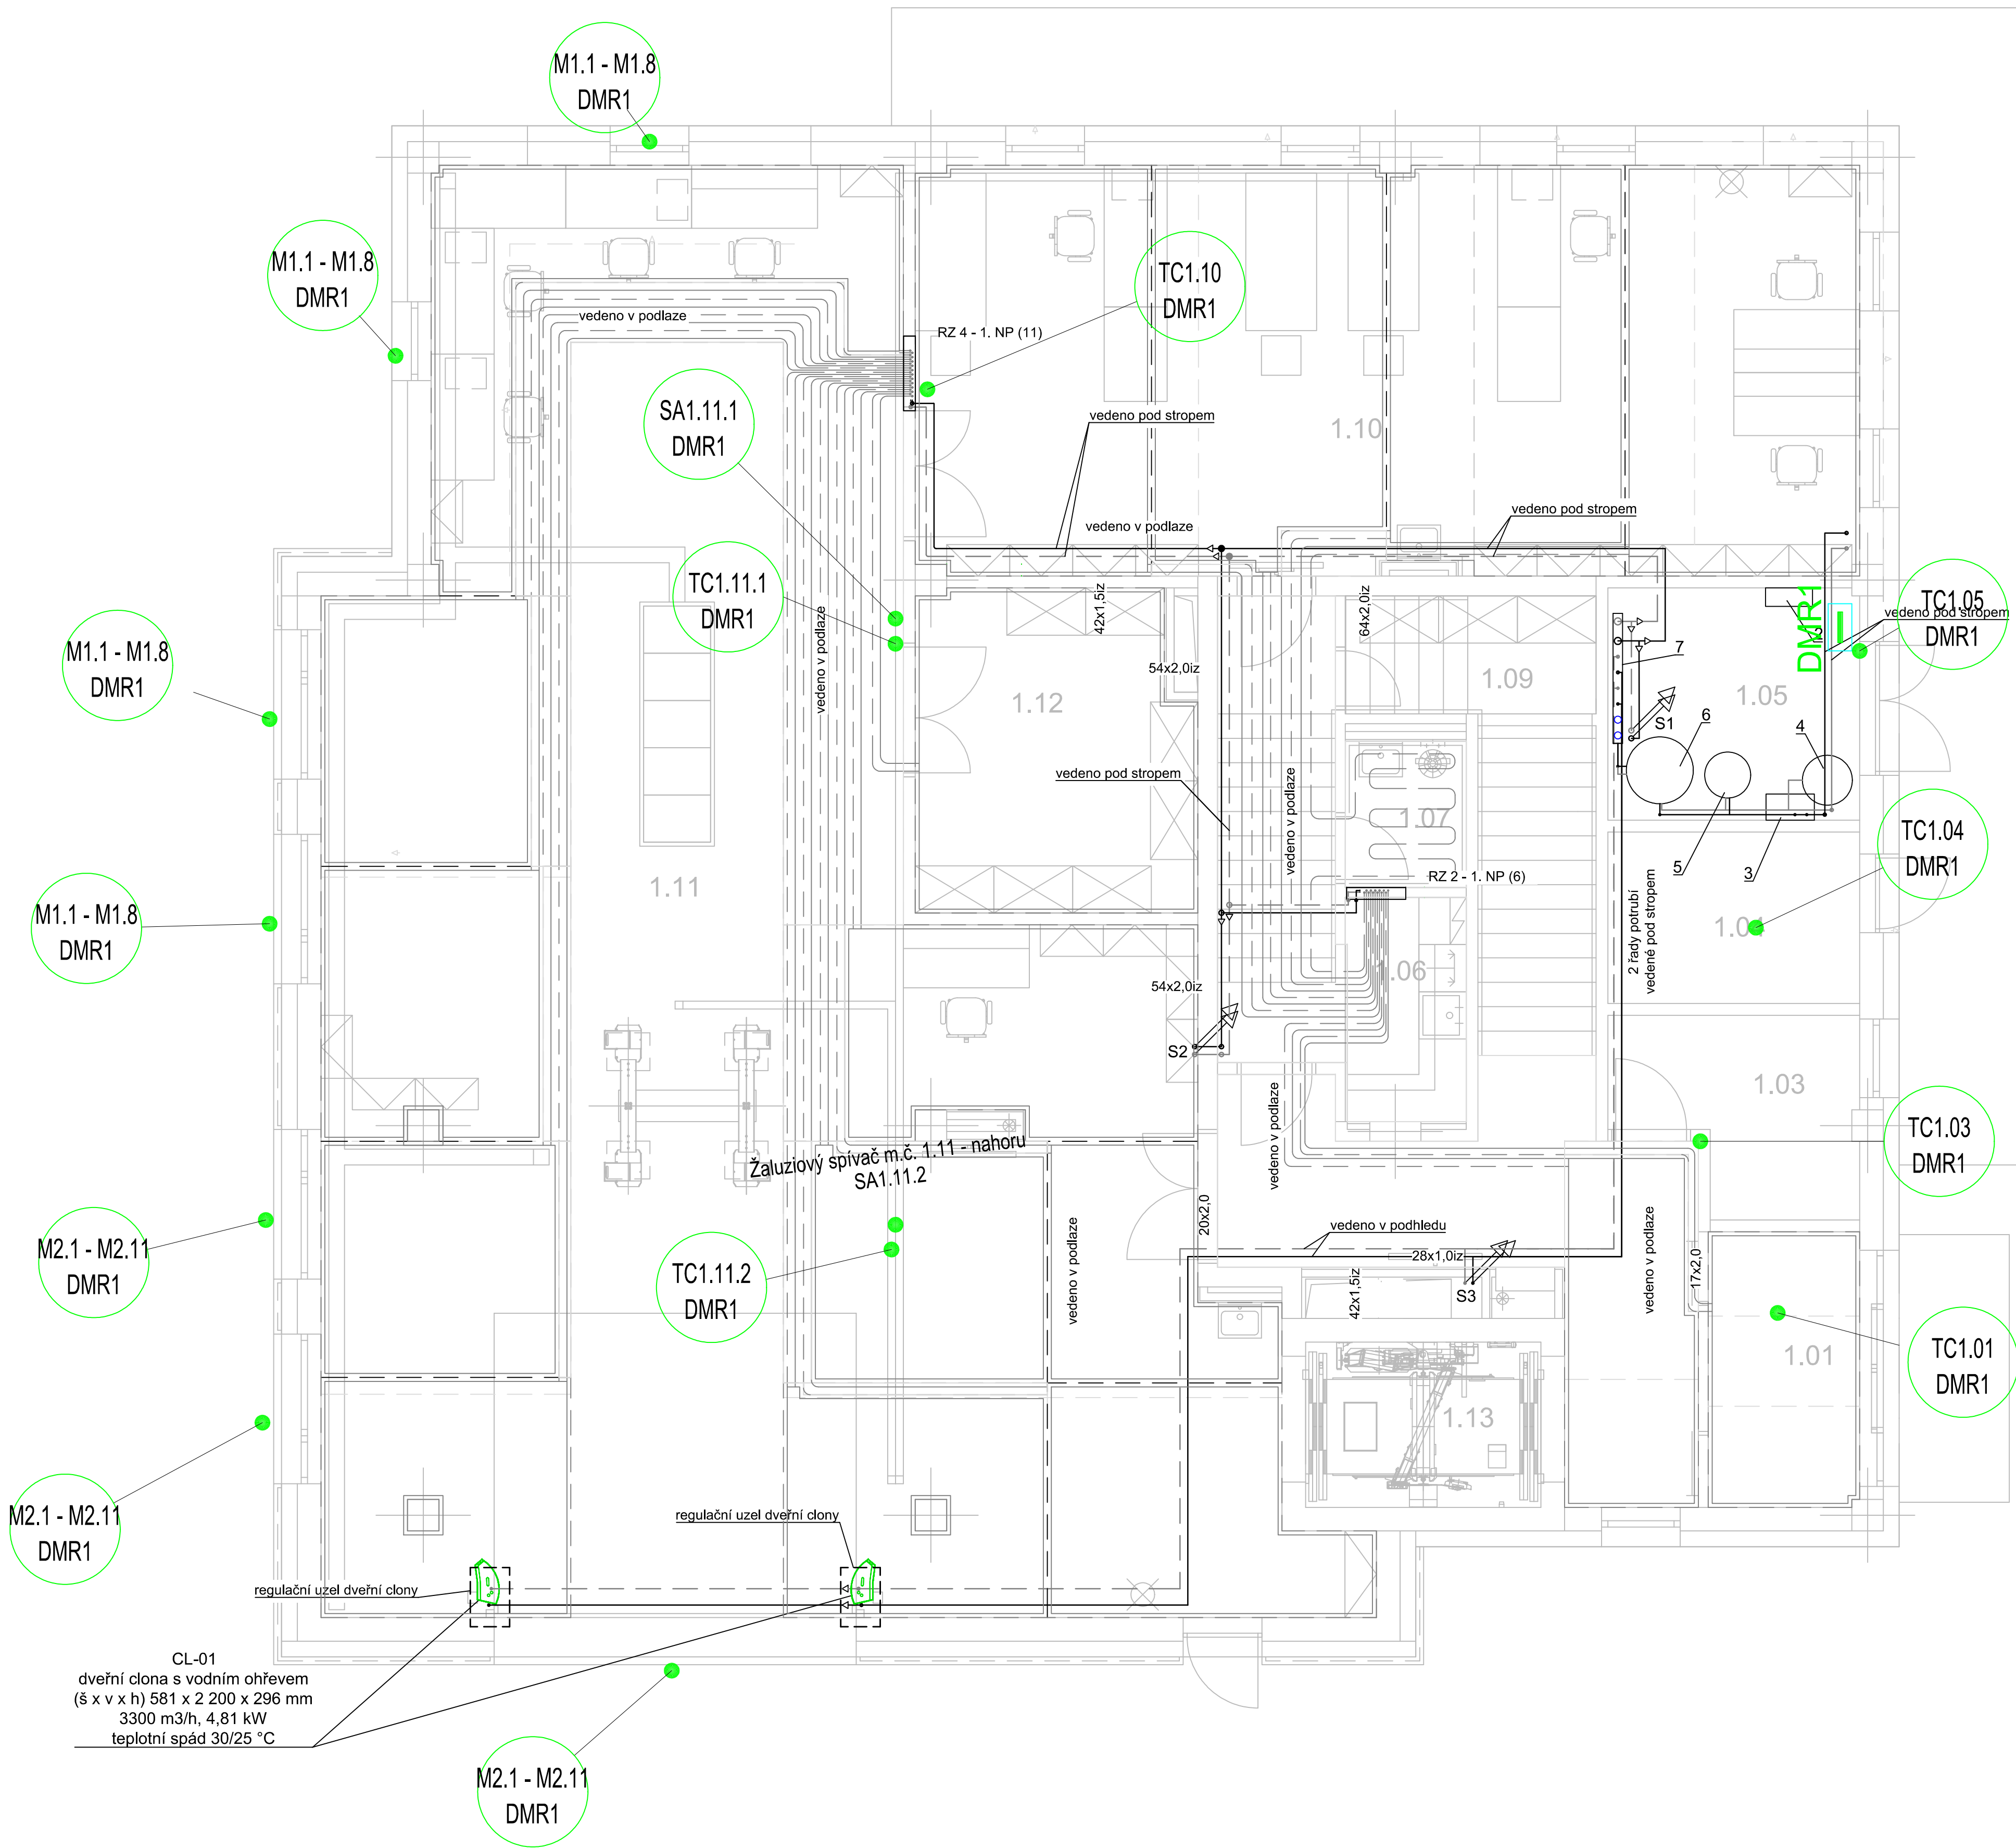 M1.1 - M1.8
DMR1
M1.1 - M1.8
DMR1
vedeno v podlaze
TC1.10
DMR1
RZ 4 - 1. NP (11)
SA1.11.1
DMR1
vedeno pod stropem
1.10
vedeno v podlaze
vedeno pod stropem
TC1.11.1
DMR1
42x1,5iz
64x2,0iz
DMR1
2
TC1.05
vedeno pod stropem
DMR1
M1.1 - M1.8
DMR1
vedeno v podlaze
54x2,0iz
7
1.12
1.09
1.05
S1
6
4
vedeno pod stropem
vedeno v podlaze
1.07
TC1.04
DMR1
5
3
RZ 2 - 1. NP (6)
1.11
M1.1 - M1.8
DMR1
2 řady potrubí
vedené pod stropem
1.04
1.06
54x2,0iz
S2
1.03
vedeno v podlaze
TC1.03
DMR1
Žaluziový spívač m.č. 1.11 - nahoru
SA1.11.2
M2.1 - M2.11
DMR1
TC1.11.2
DMR1
vedeno v podlaze
20x2,0
vedeno v podhledu
28x1,0iz
42x1,5iz
S3
vedeno v podlaze
17x2,0
1.01
TC1.01
DMR1
1.13
M2.1 - M2.11
DMR1
regulační uzel dveřní clony
regulační uzel dveřní clony
CL-01
dveřní clona s vodním ohřevem
(š x v x h) 581 x 2 200 x 296 mm
3300 m3/h, 4,81 kW
teplotní spád 30/25 °C
M2.1 - M2.11
DMR1